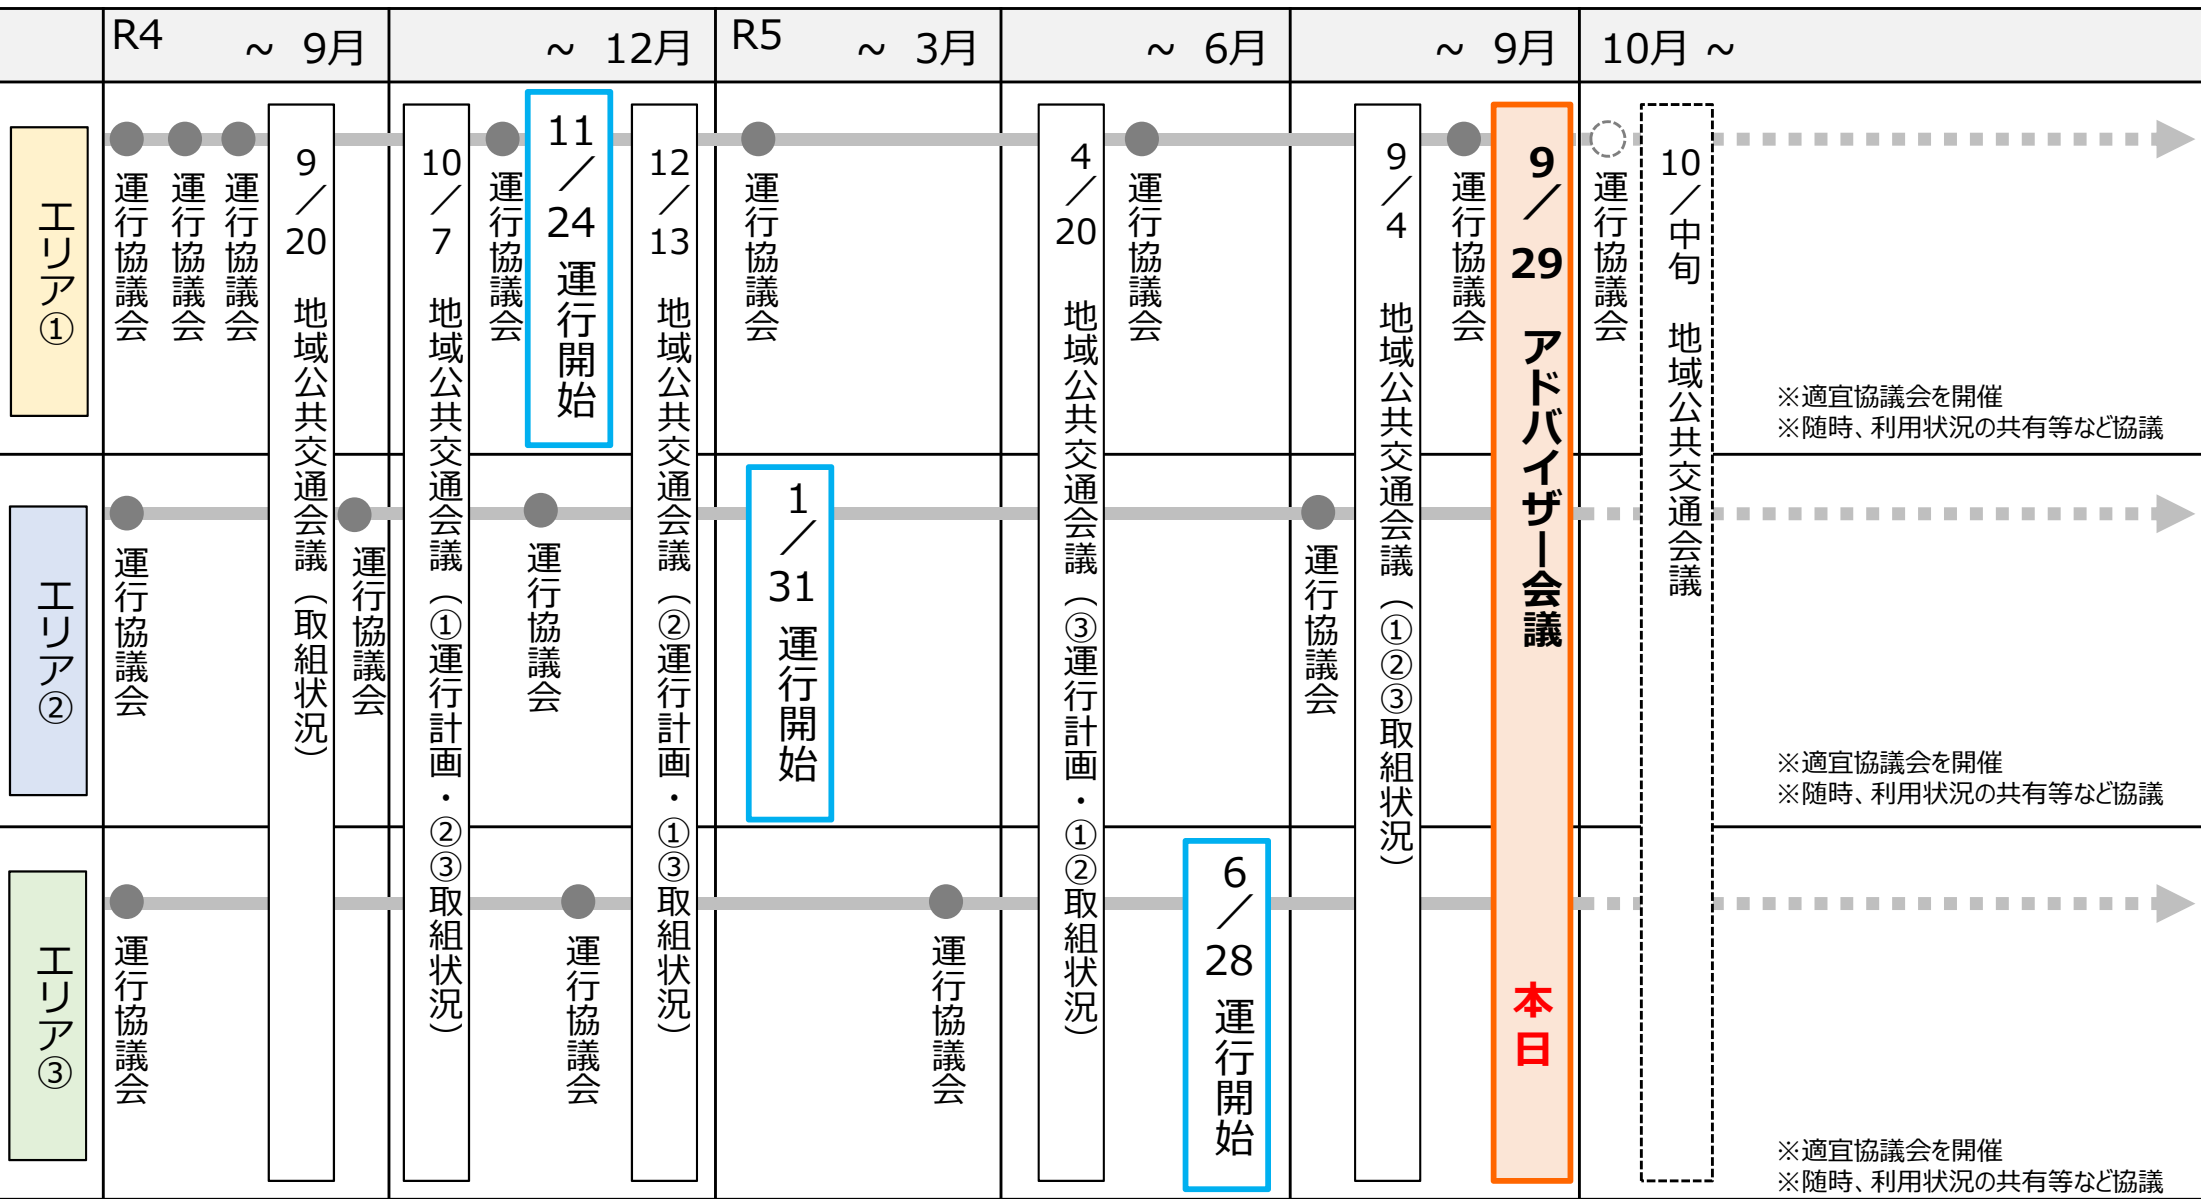 R4 ～ 9月
～ 12月
R5 ～ 3月
～ 6月
～ 9月
10月 ～
エリア①
運行協議会
運行協議会
運行協議会
9／20 地域公共交通会議（取組状況）
10／7 地域公共交通会議（①運行計画・②③取組状況）
運行協議会
11／24 運行開始
12／13 地域公共交通会議（②運行計画・①③取組状況）
運行協議会
4／20 地域公共交通会議（③運行計画・①②取組状況）
運行協議会
9／4 地域公共交通会議（①②③取組状況）
運行協議会
9／29 アドバイザー会議 本日
運行協議会
10／中旬 地域公共交通会議
※適宜協議会を開催
※随時、利用状況の共有等など協議
エリア②
運行協議会
運行協議会
運行協議会
1／31 運行開始
運行協議会
※適宜協議会を開催
※随時、利用状況の共有等など協議
エリア③
運行協議会
運行協議会
運行協議会
6／28 運行開始
※適宜協議会を開催
※随時、利用状況の共有等など協議